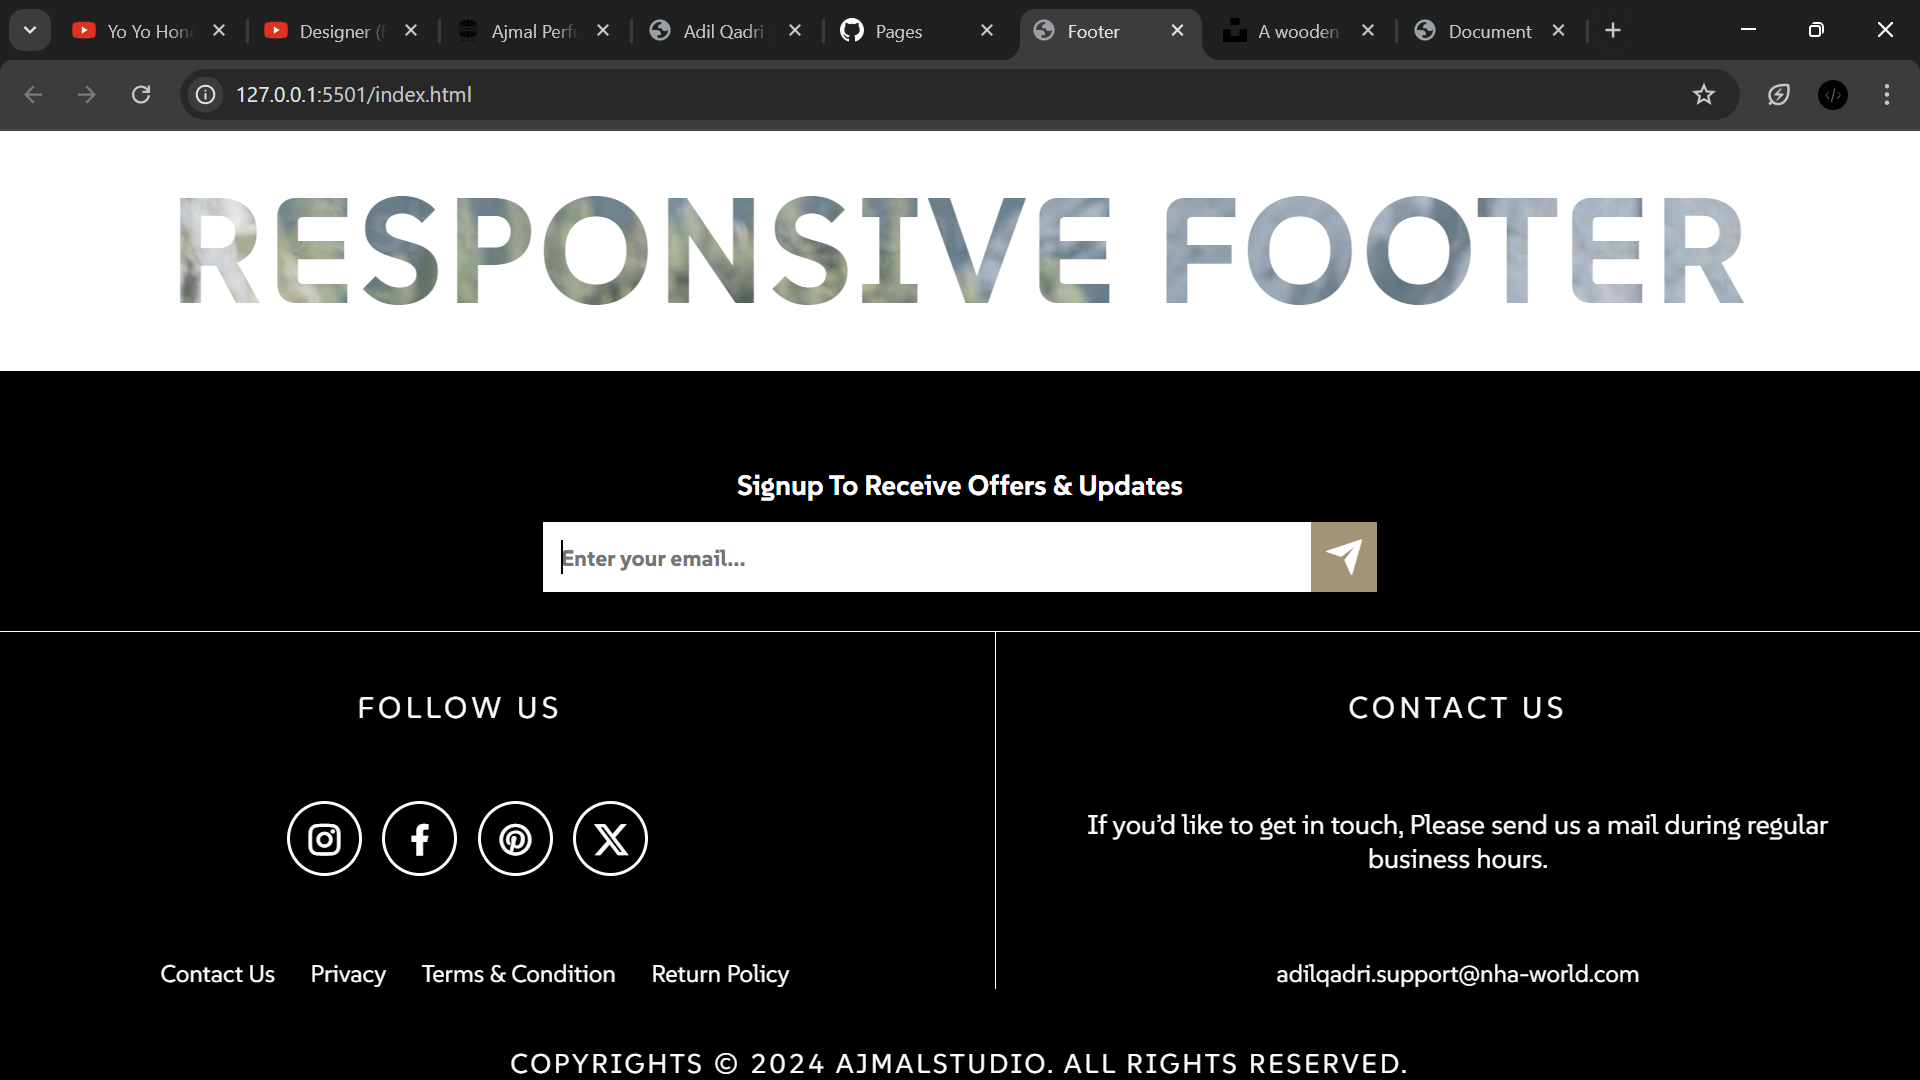 Yo Yo Hon
Designer (
Ajmal Perfu
Adil Qadri
Pages
Footer
A wooden
Document
127.0.0.1:5501/index.html
RESPONSIVE FOOTER
Signup To Receive Offers & Updates
Enter your email...
FOLLOW US
CONTACT US
If you’d like to get in touch, Please send us a mail during regular
business hours.
Contact Us Privacy Terms & Condition Return Policy
adilqadri.support@nha-world.com
COPYRIGHTS © 2024 AJMALSTUDIO. ALL RIGHTS RESERVED.